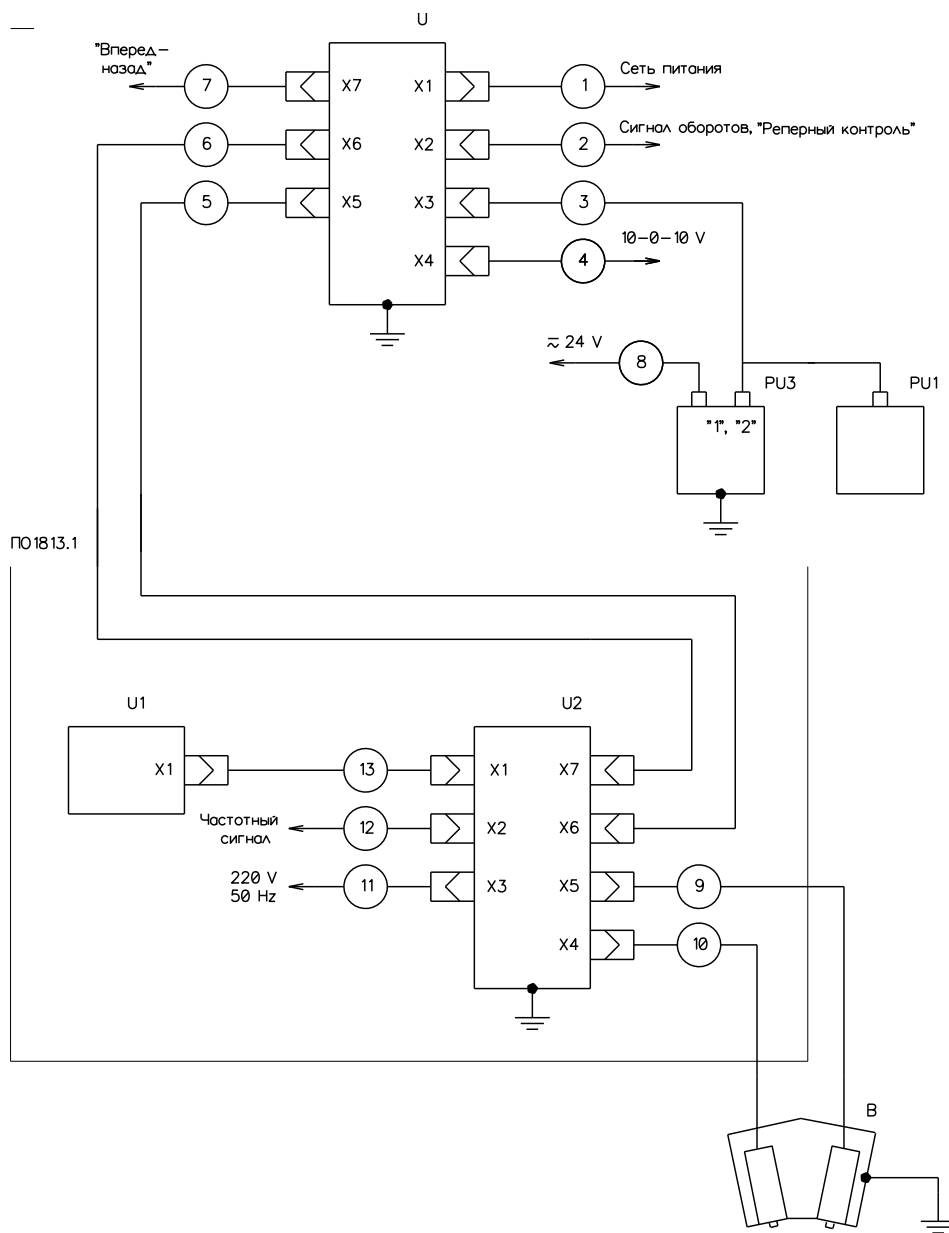 U
"Вперед-
назад"
7
X7
X1
1
Сеть питания
6
X6
X2
2
Сигнал оборотов, "Реперный контроль"
5
X5
X3
3
X4
4
10-0-10 V
≂ 24 V
8
PU3
PU1
"1", "2"
ПО1813.1
U1
U2
X1
13
X1
X7
Частотный
сигнал
12
X2
X6
220 V
50 Hz
11
X3
X5
9
X4
10
В